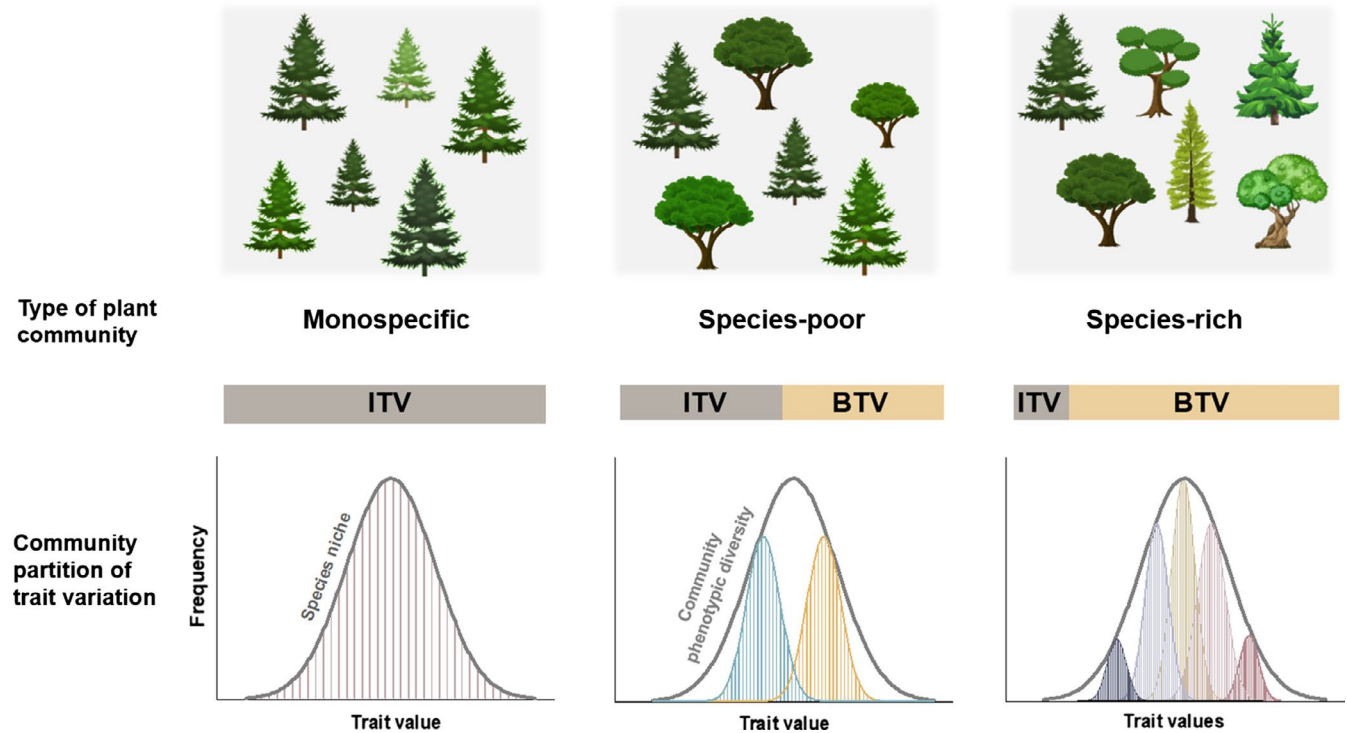 Type of plant
community
Monospecific
Species-poor
Species-rich
ITV
ITV
BTV
ITV
BTV
Community
partition of
trait variation
Frequency
Species niche
Trait value
Community
phenotypic diversity
Trait value
Trait values